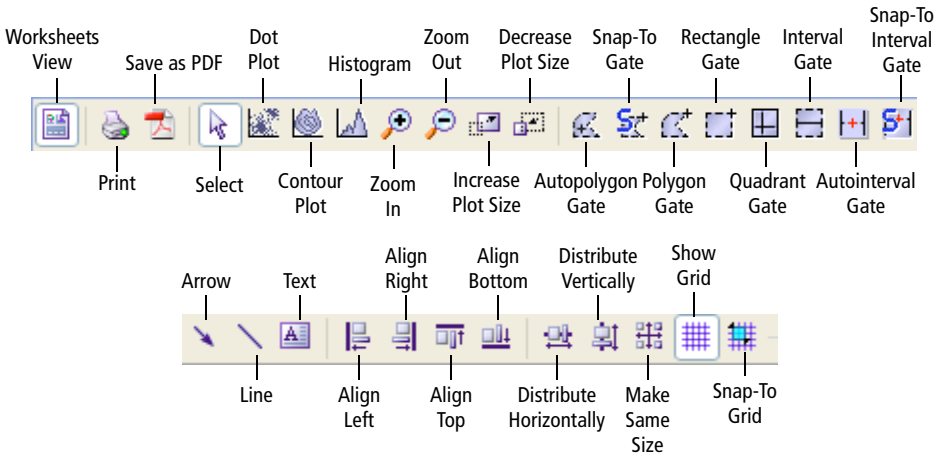 Worksheets
View
Save as PDF
Dot
Plot
Histogram
Zoom
Out
Decrease
Plot Size
Snap-To
Gate
Rectangle
Gate
Interval
Gate
Snap-To
Interval
Gate
Print
Select
Contour
Plot
Zoom
In
Increase
Plot Size
Autopolygon
Gate
Polygon
Gate
Quadrant
Gate
Autointerval
Gate
Arrow
Text
Align
Right
Align
Bottom
Distribute
Vertically
Show
Grid
A
Line
Align
Left
Align
Top
Distribute
Horizontally
Make
Same
Size
Snap-To
Grid